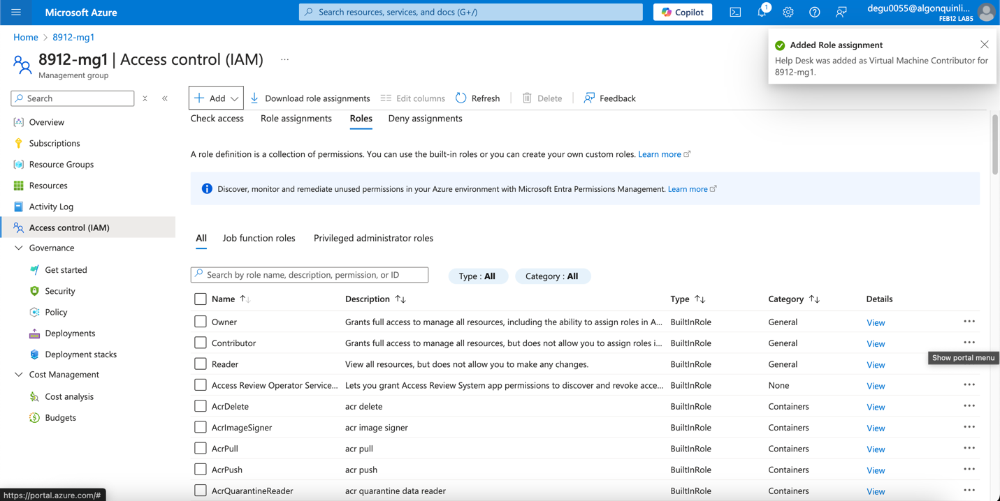 Microsoft Azure
Search resources, services, and docs (G+/)
Copilot
1
degu0055@algonquinli...
FEB12 LAB5
Home > 8912-mg1
8912-mg1 | Access control (IAM) ...
Management group
Added Role assignment
Help Desk was added as Virtual Machine Contributor for
8912-mg1.
Search
Overview
Subscriptions
Resource Groups
Resources
Activity Log
Access control (IAM)
Governance
Get started
Security
Policy
Deployments
Deployment stacks
Cost Management
Cost analysis
Budgets
Add Download role assignments Edit columns Refresh Delete Feedback
Check access Role assignments Roles Deny assignments
A role definition is a collection of permissions. You can use the built-in roles or you can create your own custom roles. Learn more
Discover, monitor and remediate unused permissions in your Azure environment with Microsoft Entra Permissions Management. Learn more
All Job function roles Privileged administrator roles
Search by role name, description, permission, or ID
Type : All Category : All
Name Description Type Category Details
Owner Grants full access to manage all resources, including the ability to assign roles in A... BuiltInRole General View ...
Contributor Grants full access to manage all resources, but does not allow you to assign roles i... BuiltInRole General View ...
Show portal menu
Reader View all resources, but does not allow you to make any changes. BuiltInRole General View
Access Review Operator Service... Lets you grant Access Review System app permissions to discover and revoke acce... BuiltInRole None View ...
AcrDelete acr delete BuiltInRole Containers View ...
AcrImageSigner acr image signer BuiltInRole Containers View ...
AcrPull acr pull BuiltInRole Containers View ...
AcrPush acr push BuiltInRole Containers View ...
AcrQuarantineReader acr quarantine data reader BuiltInRole Containers View ...
https://portal.azure.com/#